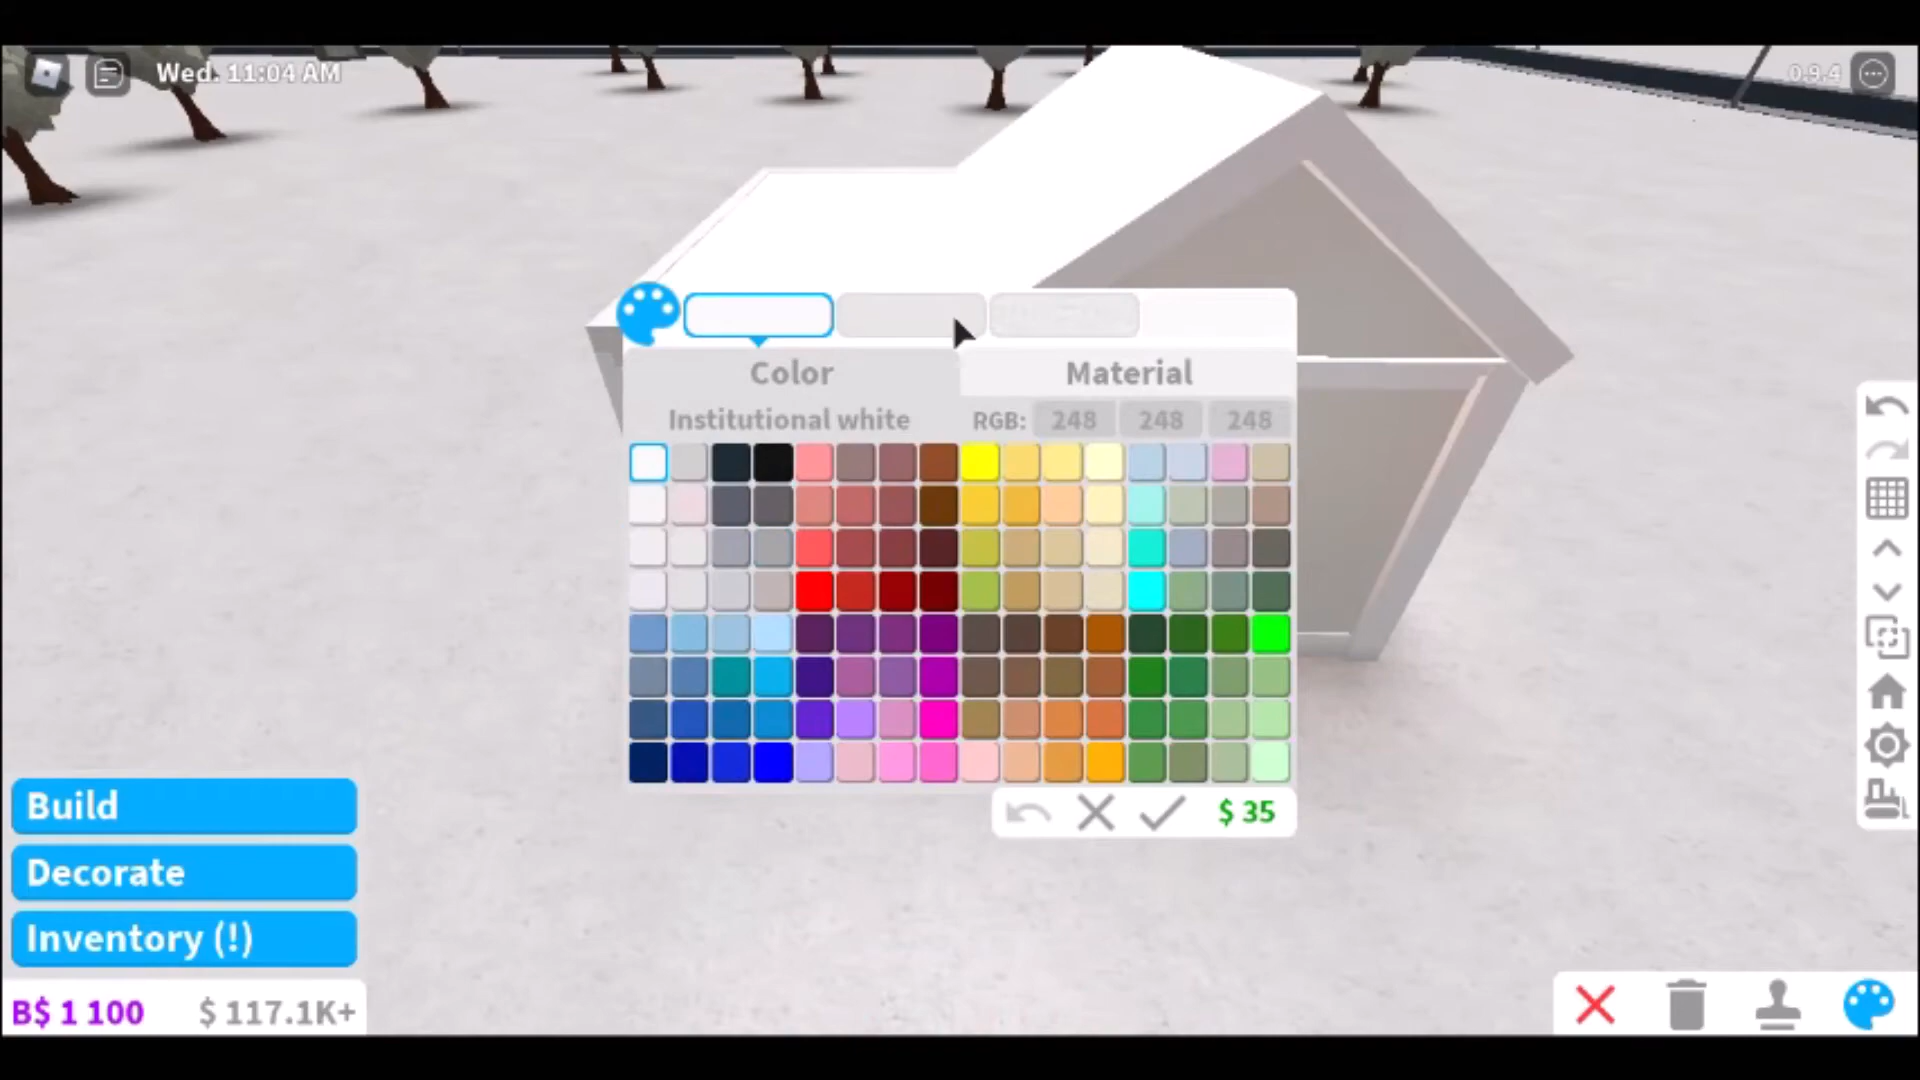 Wed. 11:04 AM
0.9.4
Color
Material
Institutional white
RGB: 248 248 248
$ 35
Build
Decorate
Inventory (!)
B$ 1 100
$ 117.1K+